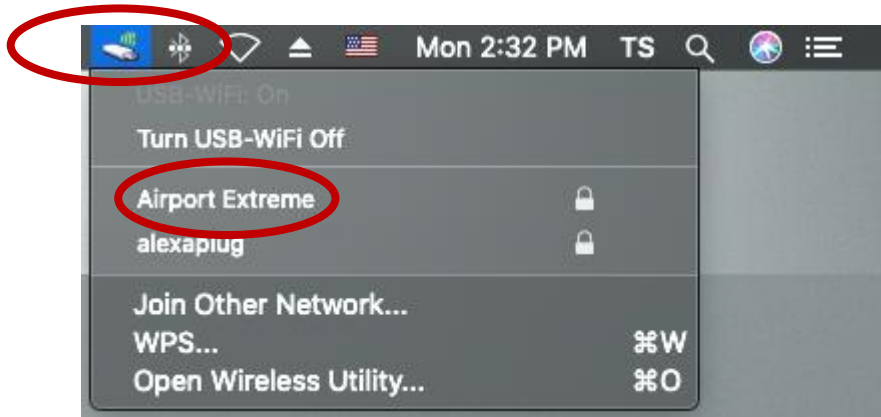 Mon 2:32 PM TS
USB-WiFi: On
Turn USB-WiFi Off
Airport Extreme
alexaplug
Join Other Network...
WPS... ⌘W
Open Wireless Utility... ⌘O